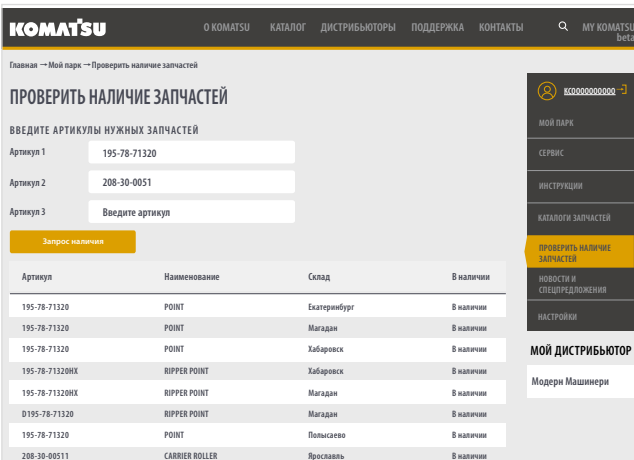 KOMATSU
О KOMATSU КАТАЛОГ ДИСТРИБЬЮТОРЫ ПОДДЕРЖКА КОНТАКТЫ MY KOMATSU
beta
Главная → Мой парк → Проверить наличие запчастей
ПРОВЕРИТЬ НАЛИЧИЕ ЗАПЧАСТЕЙ
ВВЕДИТЕ АРТИКУЛЫ НУЖНЫХ ЗАПЧАСТЕЙ
Артикул 1 195-78-71320
Артикул 2 208-30-0051
Артикул 3 Введите артикул
Запрос наличия
Артикул Наименование Склад В наличии
195-78-71320 POINT Екатеринбург В наличии
195-78-71320 POINT Магадан В наличии
195-78-71320 POINT Хабаровск В наличии
195-78-71320HX RIPPER POINT Хабаровск В наличии
195-78-71320HX RIPPER POINT Магадан В наличии
D195-78-71320 RIPPER POINT Магадан В наличии
195-78-71320 POINT Полысаево В наличии
208-30-00511 CARRIER ROLLER Ярославль В наличии
KCD000000000
МОЙ ПАРК
СЕРВИС
ИНСТРУКЦИИ
КАТАЛОГИ ЗАПЧАСТЕЙ
ПРОВЕРИТЬ НАЛИЧИЕ
ЗАПЧАСТЕЙ
НОВОСТИ И
СПЕЦПРЕДЛОЖЕНИЯ
НАСТРОЙКИ
МОЙ ДИСТРИБЬЮТОР
Модерн Машинери